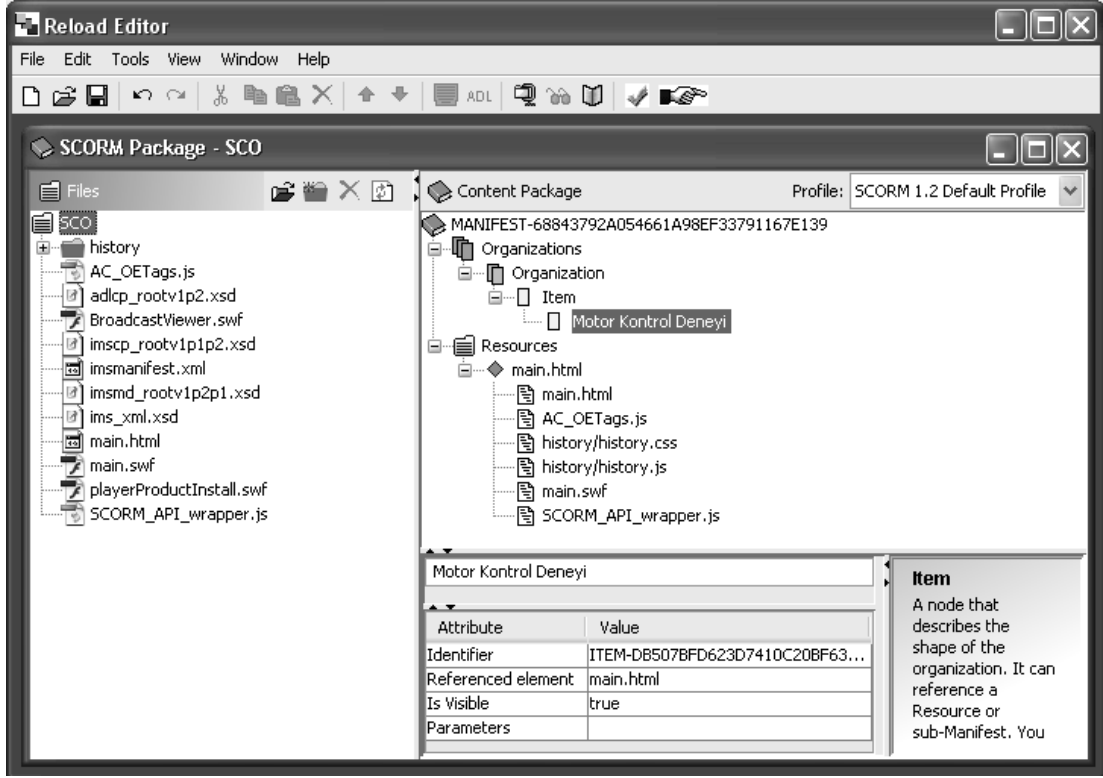 Reload Editor
File Edit Tools View Window Help
ADL
SCORM Package - SCO
Files
SCO
history
AC_OETags.js
adlcp_rootv1p2.xsd
BroadcastViewer.swf
imscp_rootv1p1p2.xsd
imsmanifest.xml
imsmd_rootv1p2p1.xsd
ims_xml.xsd
main.html
main.swf
playerProductInstall.swf
SCORM_API_wrapper.js
Content Package
Profile: SCORM 1.2 Default Profile
MANIFEST-68843792A054661A98EF33791167E139
Organizations
Organization
Item
Motor Kontrol Deneyi
Resources
main.html
main.html
AC_OETags.js
history/history.css
history/history.js
main.swf
SCORM_API_wrapper.js
Motor Kontrol Deneyi
Attribute Value
Identifier ITEM-DB507BFD623D7410C20BF63...
Referenced element main.html
Is Visible true
Parameters
Item
A node that
describes the
shape of the
organization. It can
reference a
Resource or
sub-Manifest. You